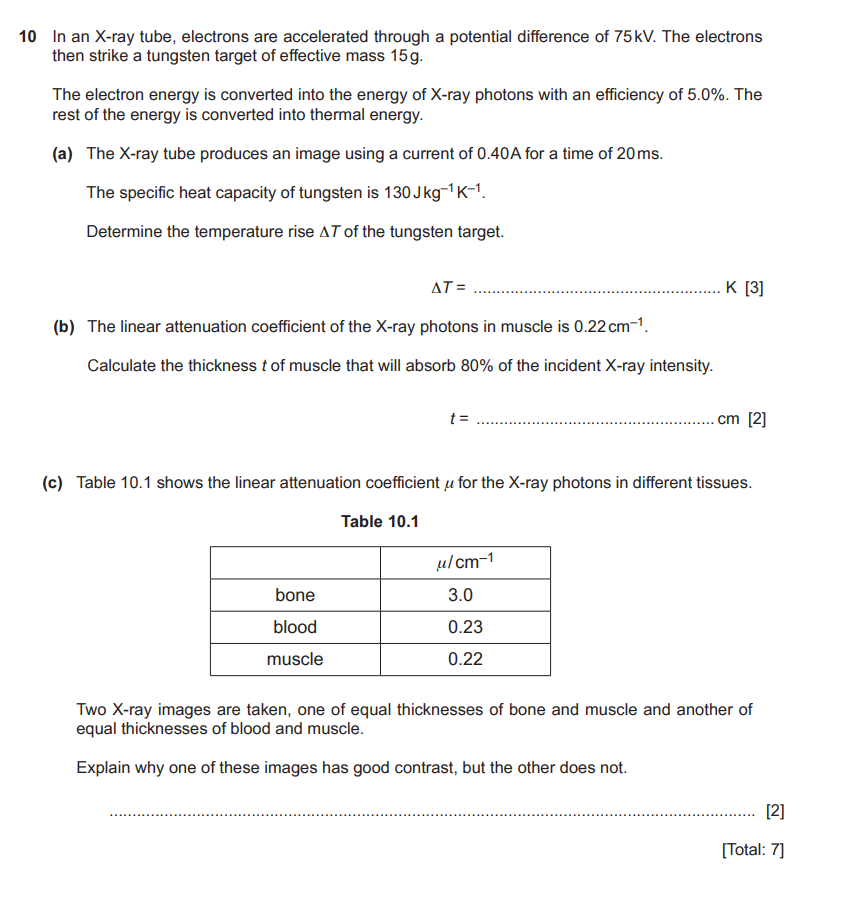 10 In an X-ray tube, electrons are accelerated through a potential difference of 75 kV. The electrons
then strike a tungsten target of effective mass 15 g.
The electron energy is converted into the energy of X-ray photons with an efficiency of 5.0%. The
rest of the energy is converted into thermal energy.
(a) The X-ray tube produces an image using a current of 0.40 A for a time of 20 ms.
The specific heat capacity of tungsten is 130 J kg⁻¹ K⁻¹.
Determine the temperature rise ΔT of the tungsten target.
ΔT = ...................................................... K [3]
(b) The linear attenuation coefficient of the X-ray photons in muscle is 0.22 cm⁻¹.
Calculate the thickness t of muscle that will absorb 80% of the incident X-ray intensity.
t = ..................................................... cm [2]
(c) Table 10.1 shows the linear attenuation coefficient μ for the X-ray photons in different tissues.
Table 10.1
μ/cm⁻¹
bone 3.0
blood 0.23
muscle 0.22
Two X-ray images are taken, one of equal thicknesses of bone and muscle and another of
equal thicknesses of blood and muscle.
Explain why one of these images has good contrast, but the other does not.
.................................................................................................................................... [2]
[Total: 7]